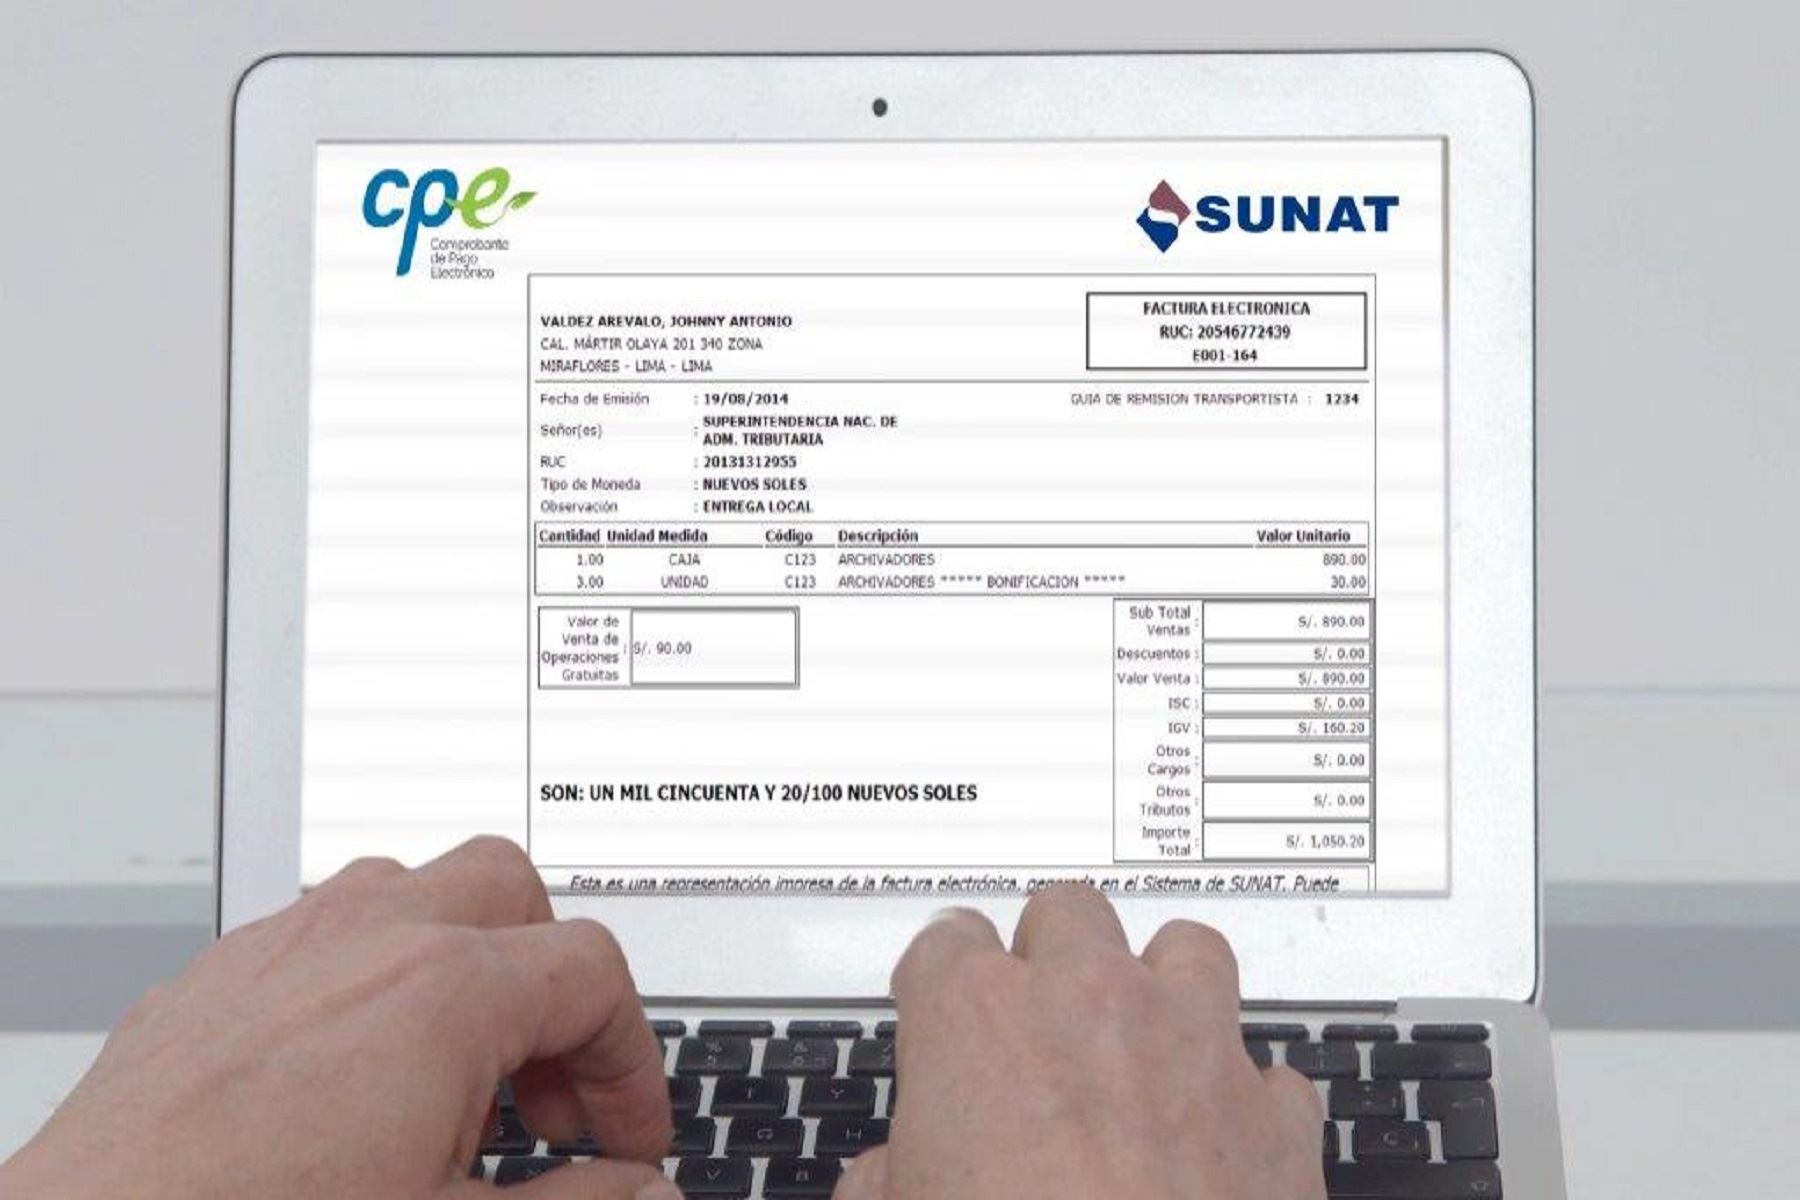 cpe
Comprobante
de Pago
Electrónico
SUNAT
VALDEZ AREVALO, JOHNNY ANTONIO
CAL. MÁRTIR OLAYA 201 340 ZONA
MIRAFLORES - LIMA - LIMA
FACTURA ELECTRONICA
RUC: 20546772439
E001-164
Fecha de Emisión : 19/08/2014
GUIA DE REMISION TRANSPORTISTA : 1234
Señor(es) : SUPERINTENDENCIA NAC. DE
ADM. TRIBUTARIA
RUC : 20131312955
Tipo de Moneda : NUEVOS SOLES
Observación : ENTREGA LOCAL
Cantidad Unidad Medida Código Descripción Valor Unitario
1.00 CAJA C123 ARCHIVADORES 890.00
3.00 UNIDAD C123 ARCHIVADORES ***** BONIFICACION ***** 30.00
Valor de
Venta de
Operaciones
Gratuitas : S/. 90.00
Sub Total
Ventas : S/. 890.00
Descuentos : S/. 0.00
Valor Venta : S/. 890.00
ISC : S/. 0.00
IGV : S/. 160.20
Otros
Cargos : S/. 0.00
Otros
Tributos : S/. 0.00
Importe
Total : S/. 1,050.20
SON: UN MIL CINCUENTA Y 20/100 NUEVOS SOLES
Esta es una representación impresa de la factura electrónica, generada en el Sistema de SUNAT. Puede